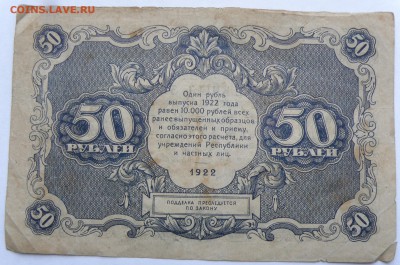 COINS.LAVE.RU
50
50
Один рубль
выпуска 1922 года
равен 10.000 рублей всех
ранее выпущенных образцов
и обязателен к приему,
согласно этого расчета, для
учреждений Республики
и частных лиц.
50
РУБЛЕЙ
50
РУБЛЕЙ
1922
50
50
ПОДДЕЛКА ПРЕСЛЕДУЕТСЯ
ПО ЗАКОНУ